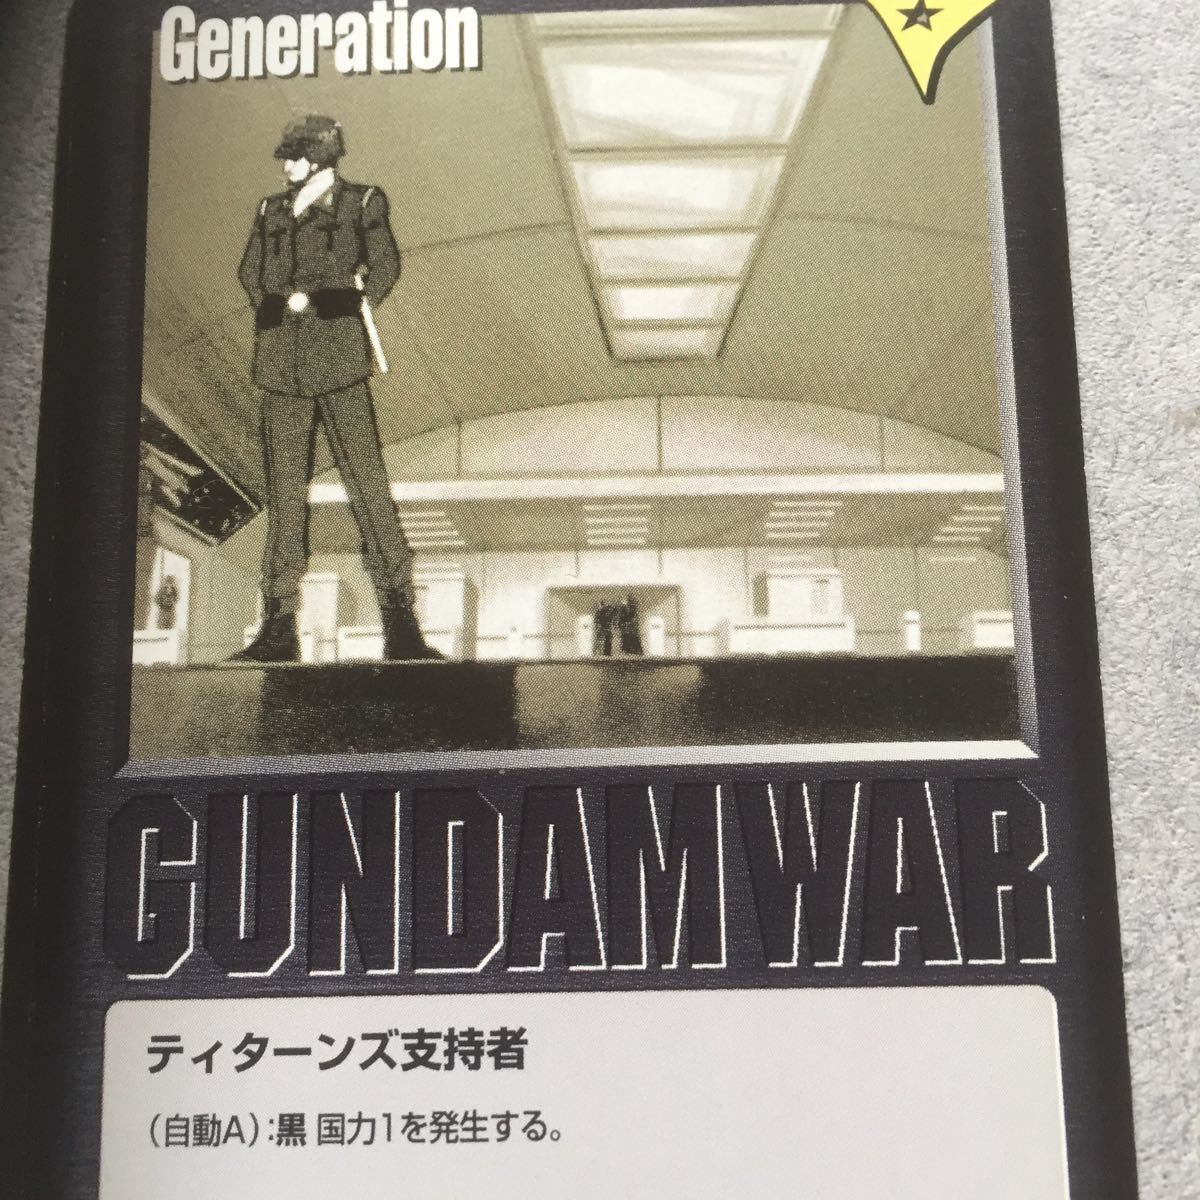 Generation
GUNDAM WAR
ティターンズ支持者
(自動A):黒 国力1を発生する。